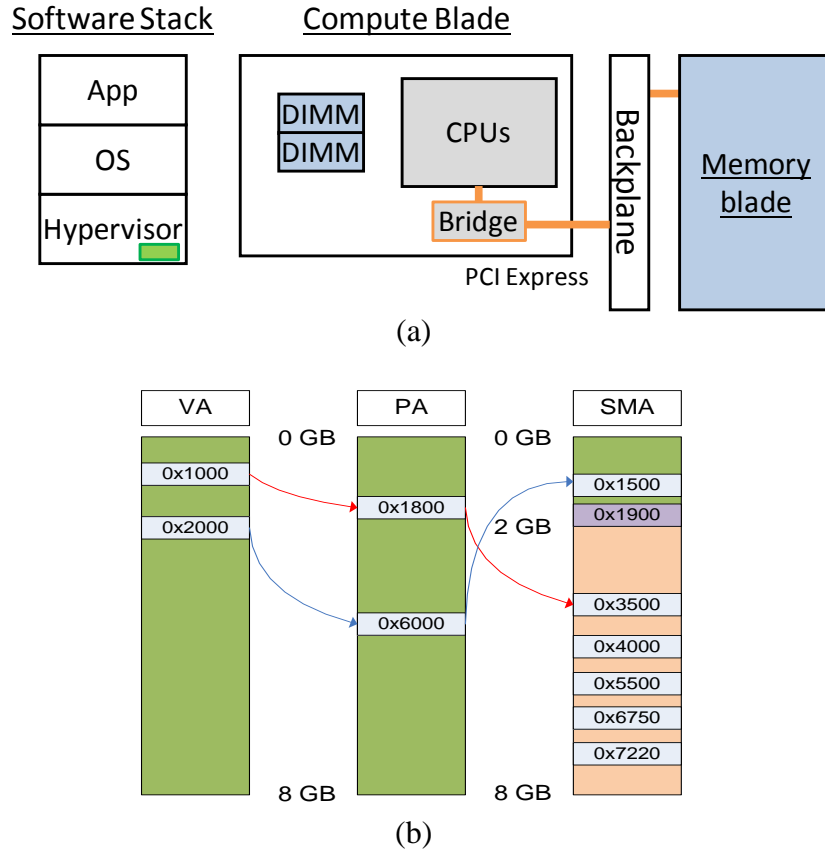 Software Stack
Compute Blade
App
OS
Hypervisor
DIMM
DIMM
CPUs
Bridge
PCI Express
Backplane
Memory
blade
(a)
VA
PA
SMA
0 GB
0 GB
0x1000
0x2000
0x1800
0x6000
2 GB
0x1500
0x1900
0x3500
0x4000
0x5500
0x6750
0x7220
8 GB
8 GB
(b)